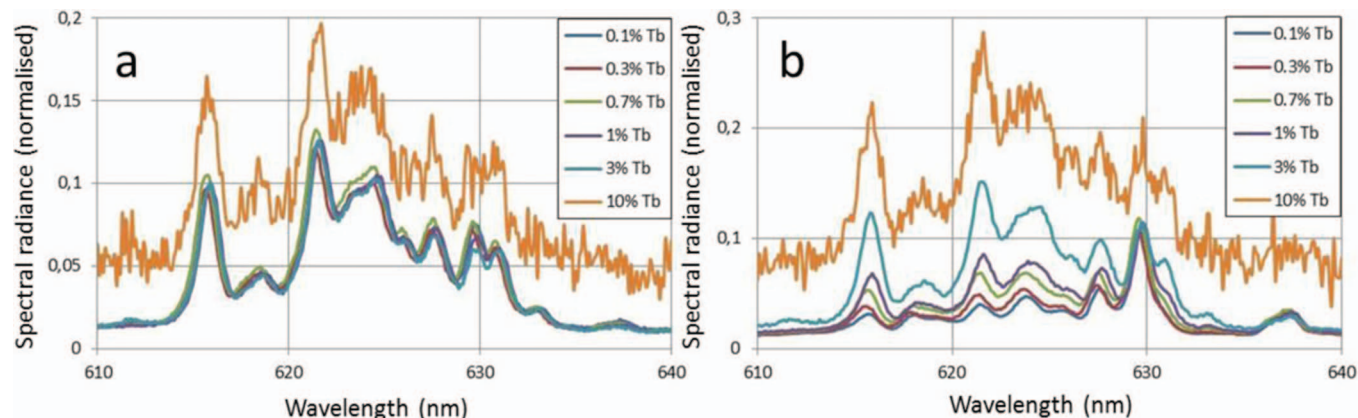 a
Spectral radiance (normalised)
0,2
0,15
0,1
0,05
0
610
620
630
640
Wavelength (nm)
0.1% Tb
0.3% Tb
0.7% Tb
1% Tb
3% Tb
10% Tb
b
Spectral radiance (normalised)
0,3
0,2
0,1
0
610
620
630
640
Wavelength (nm)
0.1% Tb
0.3% Tb
0.7% Tb
1% Tb
3% Tb
10% Tb